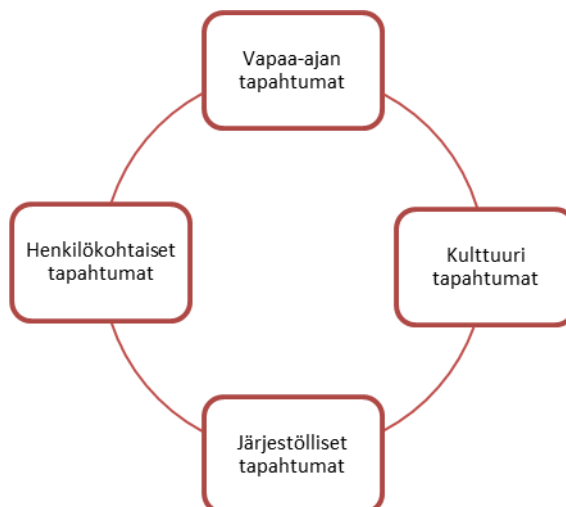 Vapaa-ajan
tapahtumat
Henkilökohtaiset
tapahtumat
Kulttuuri
tapahtumat
Järjestölliset
tapahtumat